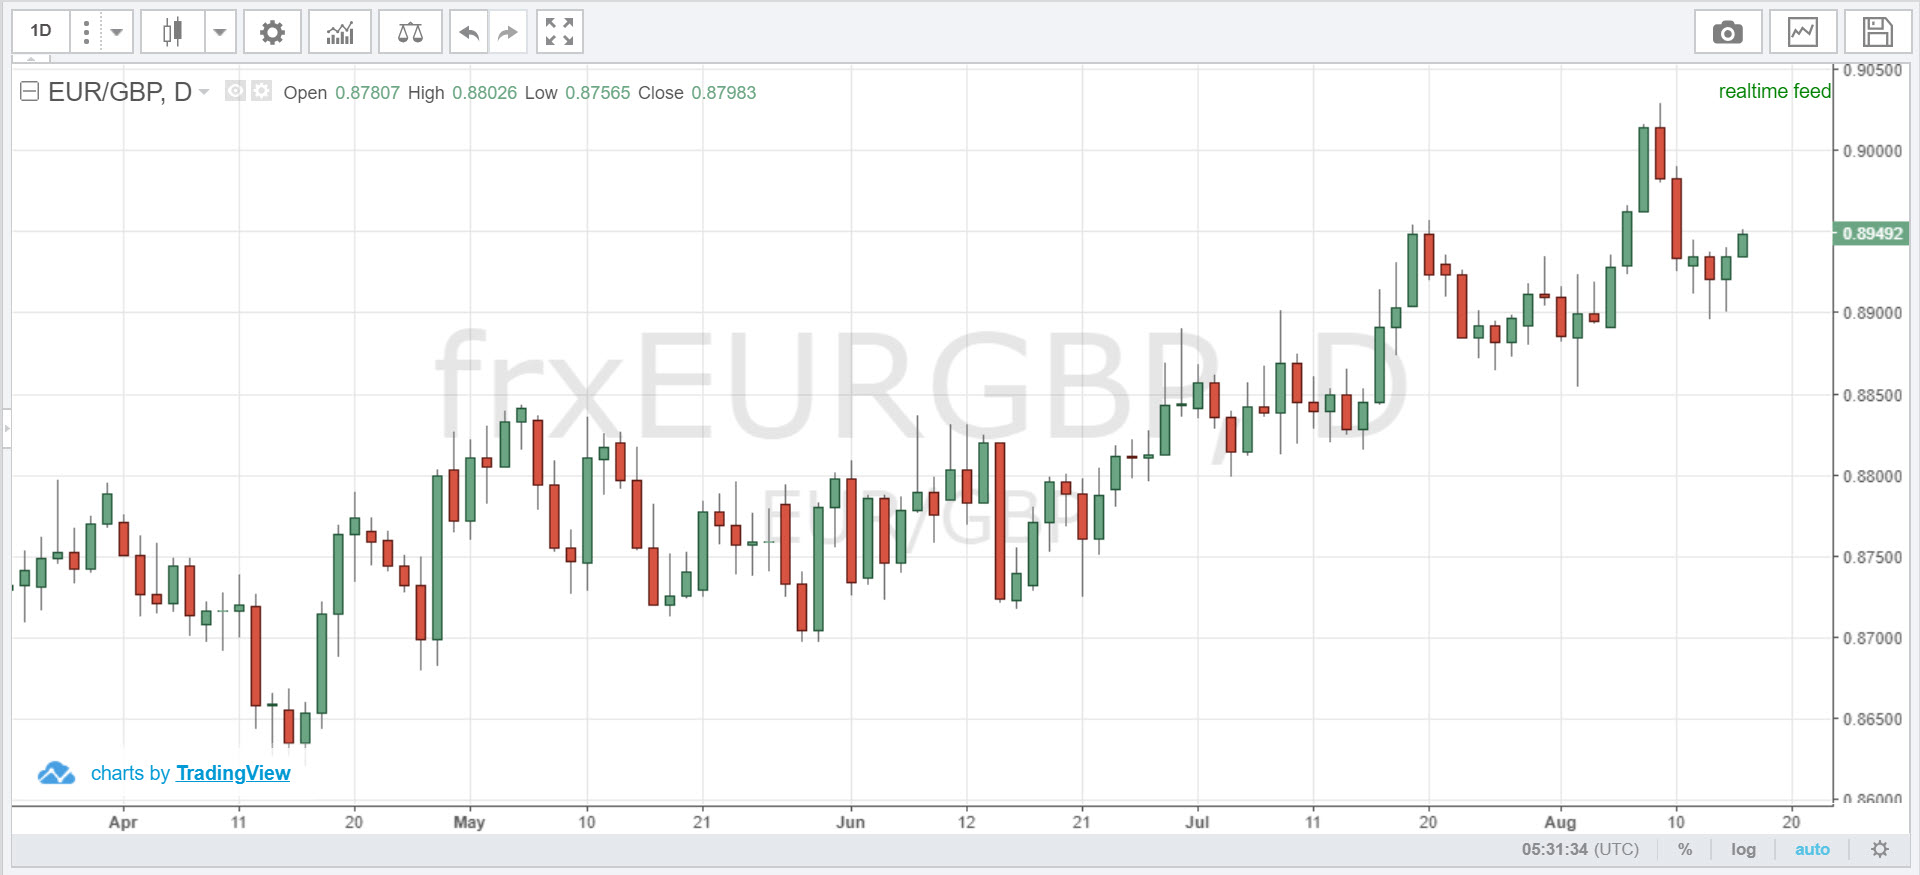 1D
EUR/GBP, D Open 0.87807 High 0.88026 Low 0.87565 Close 0.87983
realtime feed
frxEURGBP, D
EUR/GBP
0.90500
0.90000
0.89492
0.89000
0.88500
0.88000
0.87500
0.87000
0.86500
0.86000
charts by TradingView
Apr 11 20 May 10 21 Jun 12 21 Jul 11 20 Aug 10 20
05:31:34 (UTC) % log auto